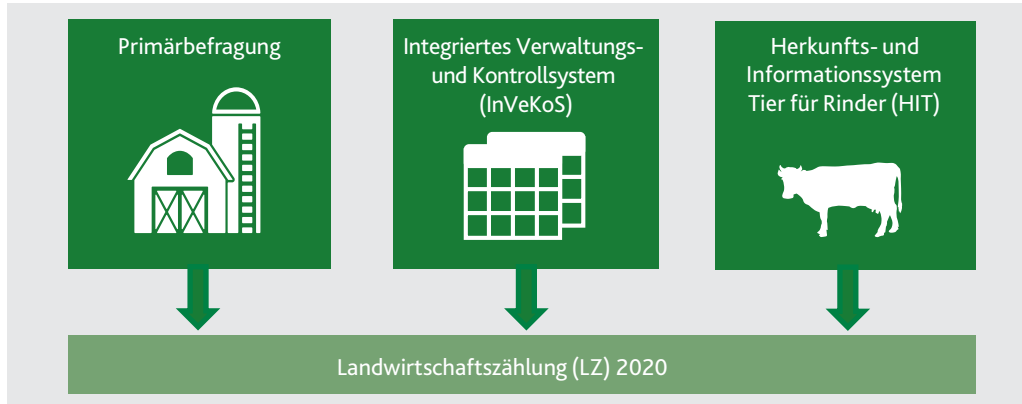 Primärbefragung
Integriertes Verwaltungs-
und Kontrollsystem
(InVeKoS)
Herkunfts- und
Informationssystem
Tier für Rinder (HIT)
Landwirtschaftszählung (LZ) 2020